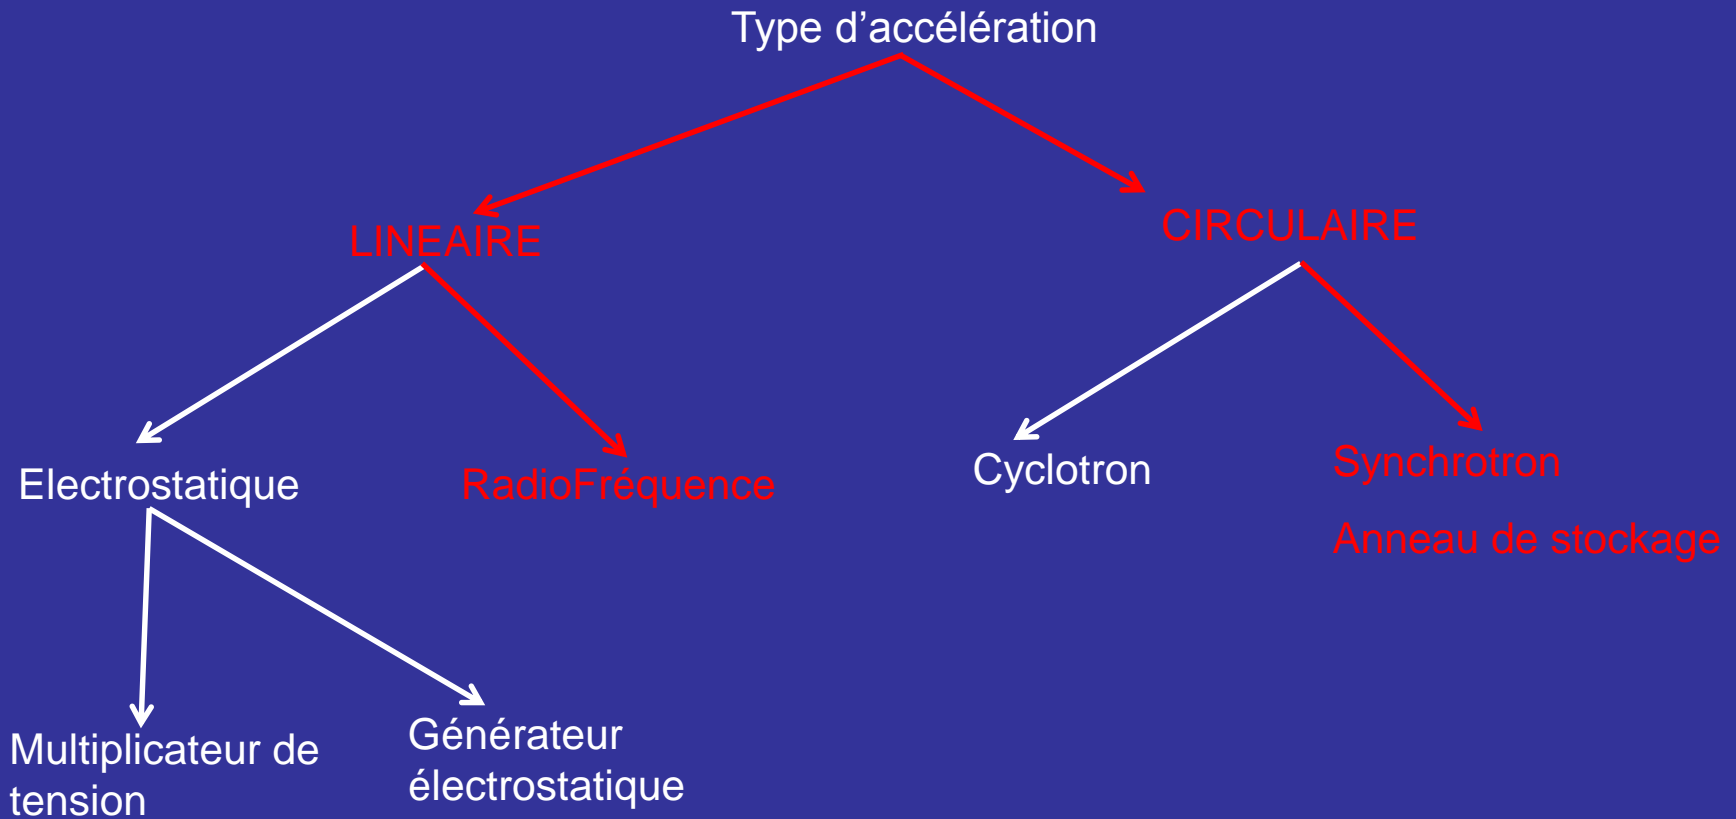 Type d’accélération
LINEAIRE
CIRCULAIRE
Electrostatique
RadioFréquence
Cyclotron
Synchrotron
Anneau de stockage
Multiplicateur de
tension
Générateur
électrostatique